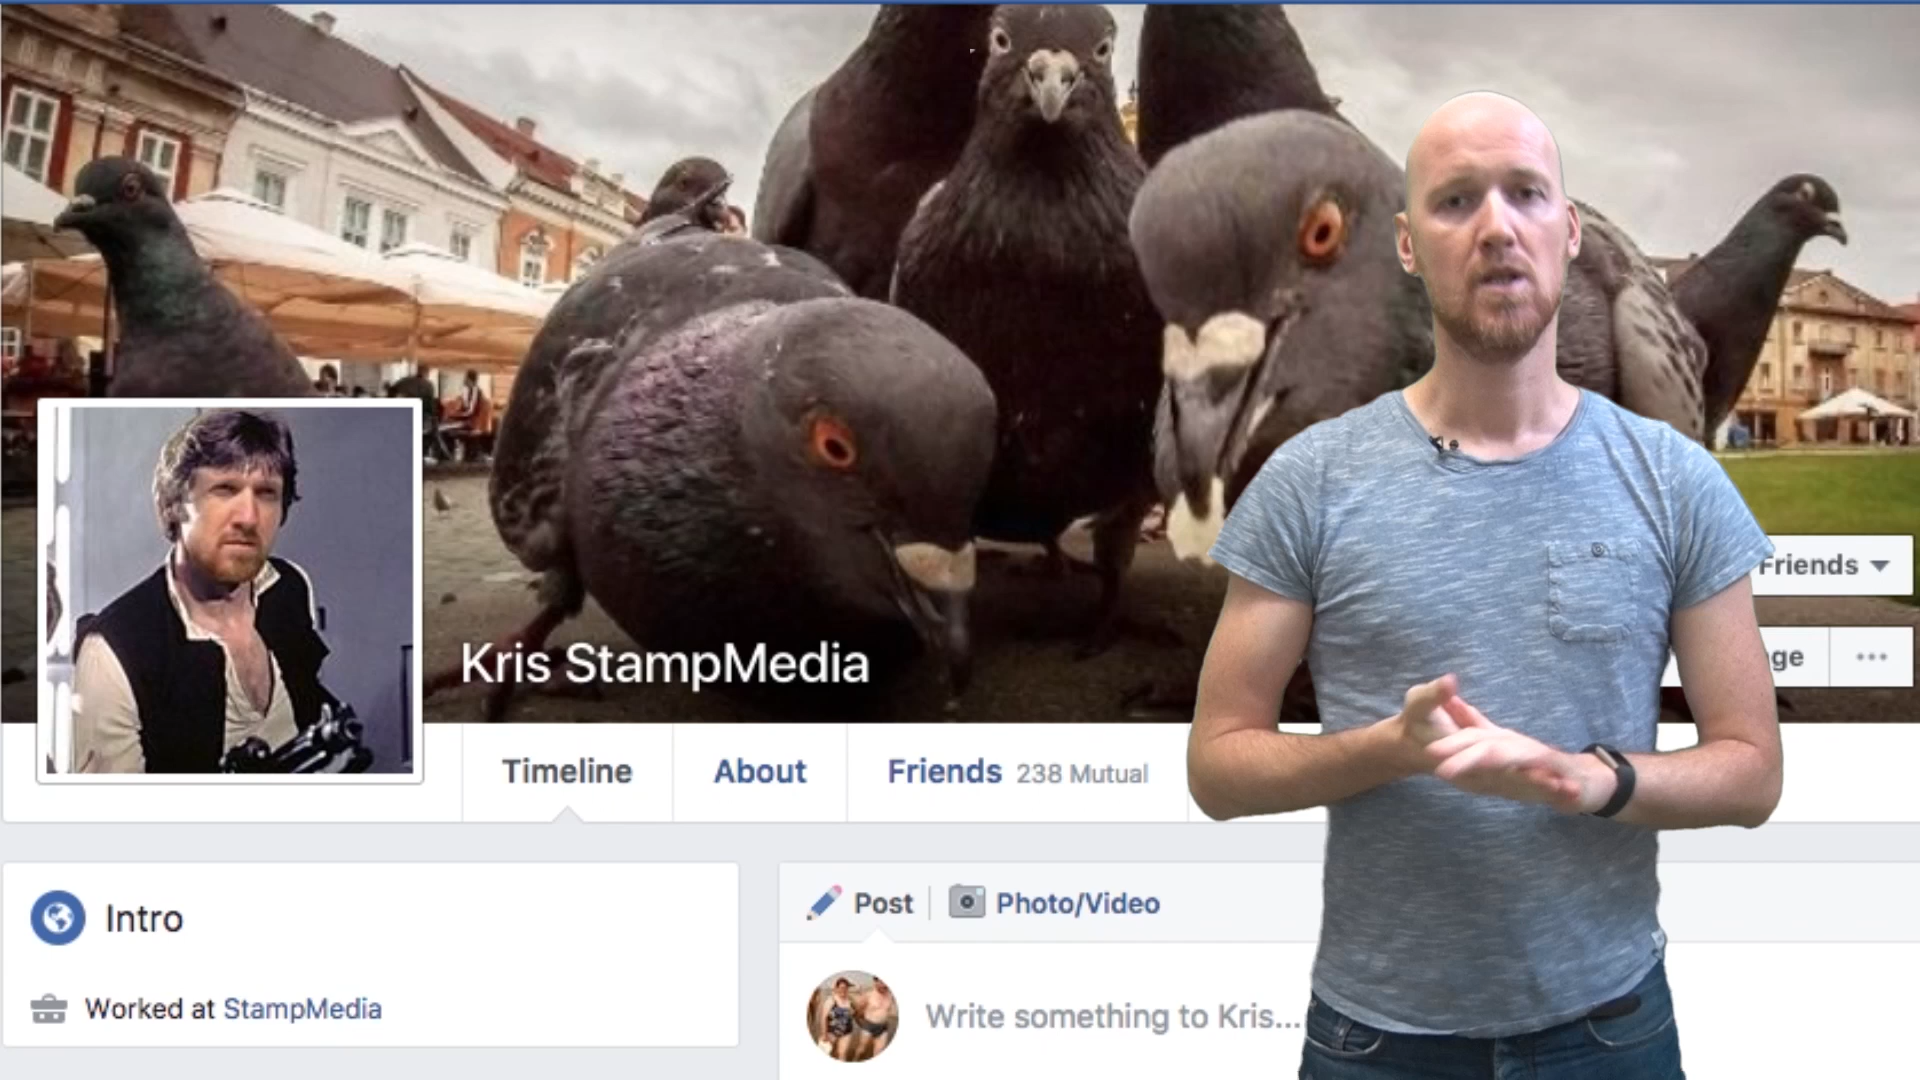 Friends
ge
Kris StampMedia
Timeline
About
Friends 238 Mutual
Intro
Post
Photo/Video
Worked at StampMedia
Write something to Kris...